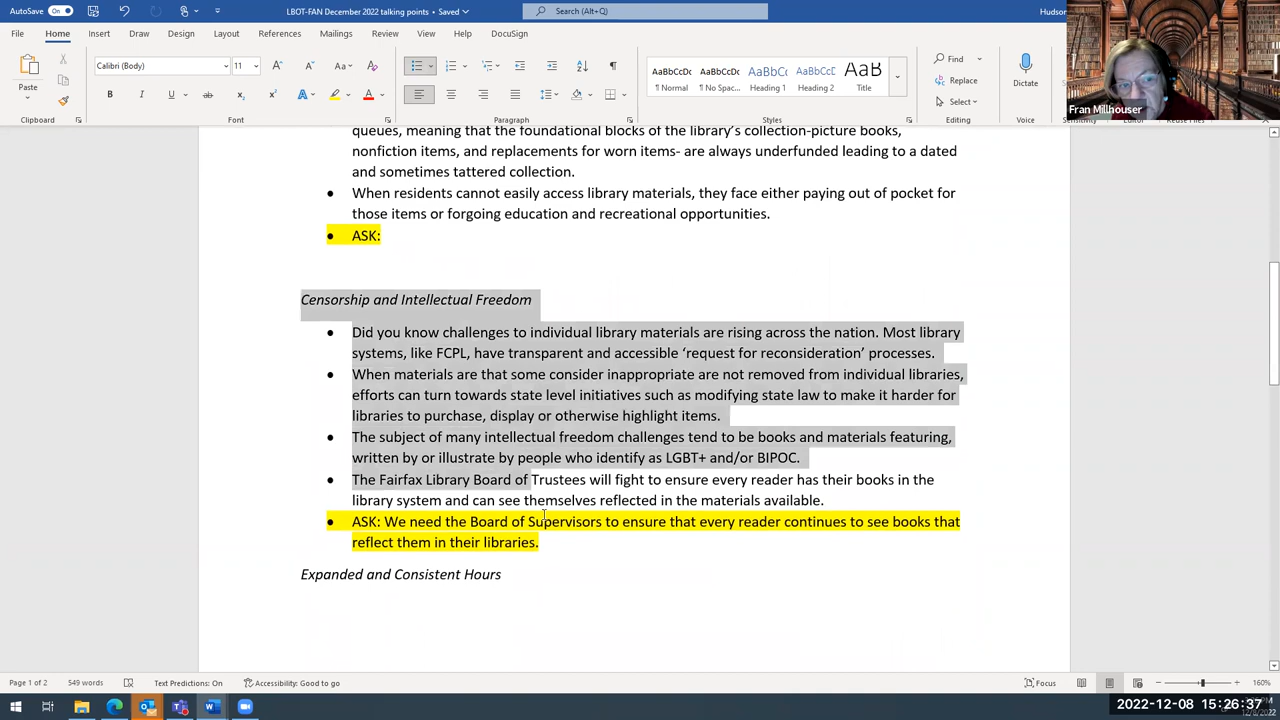 AutoSave On LBOT-FAN December 2022 talking points • Saved Search (Alt+Q) Hudson
File Home Insert Draw Design Layout References Mailings Review View Help DocuSign
Calibri (Body) 11 Find
Paste Normal No Spac... Heading 1 Heading 2 Title Dictate Replace
Select
Clipboard Font Paragraph Styles Editing Voice
Fran Millhouser
queues, meaning that the foundational blocks of the library's collection-picture books,
nonfiction items, and replacements for worn items- are always underfunded leading to a dated
and sometimes tattered collection.
• When residents cannot easily access library materials, they face either paying out of pocket for
those items or forgoing education and recreational opportunities.
• ASK:
Censorship and Intellectual Freedom
• Did you know challenges to individual library materials are rising across the nation. Most library
systems, like FCPL, have transparent and accessible 'request for reconsideration' processes.
• When materials are that some consider inappropriate are not removed from individual libraries,
efforts can turn towards state level initiatives such as modifying state law to make it harder for
libraries to purchase, display or otherwise highlight items.
• The subject of many intellectual freedom challenges tend to be books and materials featuring,
written by or illustrate by people who identify as LGBT+ and/or BIPOC.
• The Fairfax Library Board of Trustees will fight to ensure every reader has their books in the
library system and can see themselves reflected in the materials available.
• ASK: We need the Board of Supervisors to ensure that every reader continues to see books that
reflect them in their libraries.
Expanded and Consistent Hours
Page 1 of 2 549 words Text Predictions: On Accessibility: Good to go Focus 160%
2022-12-08 15:26:37